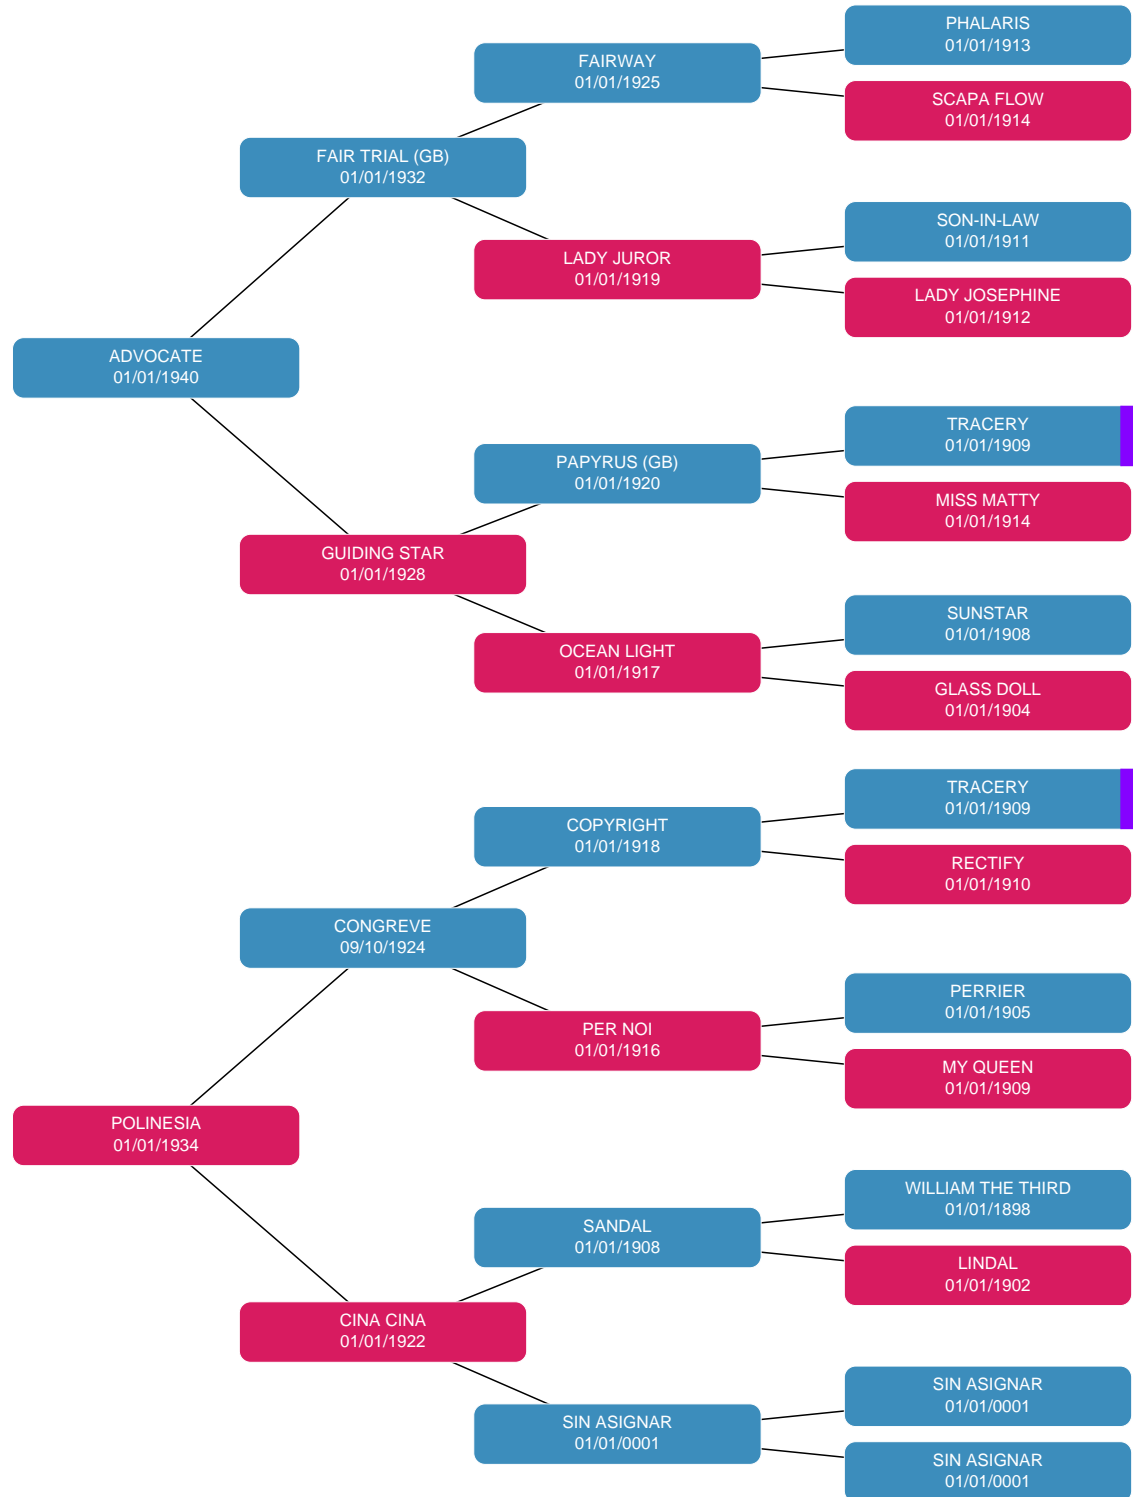 PHALARIS
01/01/1913
FAIRWAY
01/01/1925
SCAPA FLOW
01/01/1914
FAIR TRIAL (GB)
01/01/1932
SON-IN-LAW
01/01/1911
LADY JUROR
01/01/1919
LADY JOSEPHINE
01/01/1912
ADVOCATE
01/01/1940
TRACERY
01/01/1909
PAPYRUS (GB)
01/01/1920
MISS MATTY
01/01/1914
GUIDING STAR
01/01/1928
SUNSTAR
01/01/1908
OCEAN LIGHT
01/01/1917
GLASS DOLL
01/01/1904
TRACERY
01/01/1909
COPYRIGHT
01/01/1918
RECTIFY
01/01/1910
CONGREVE
09/10/1924
PERRIER
01/01/1905
PER NOI
01/01/1916
MY QUEEN
01/01/1909
POLINESIA
01/01/1934
WILLIAM THE THIRD
01/01/1898
SANDAL
01/01/1908
LINDAL
01/01/1902
CINA CINA
01/01/1922
SIN ASIGNAR
01/01/0001
SIN ASIGNAR
01/01/0001
SIN ASIGNAR
01/01/0001